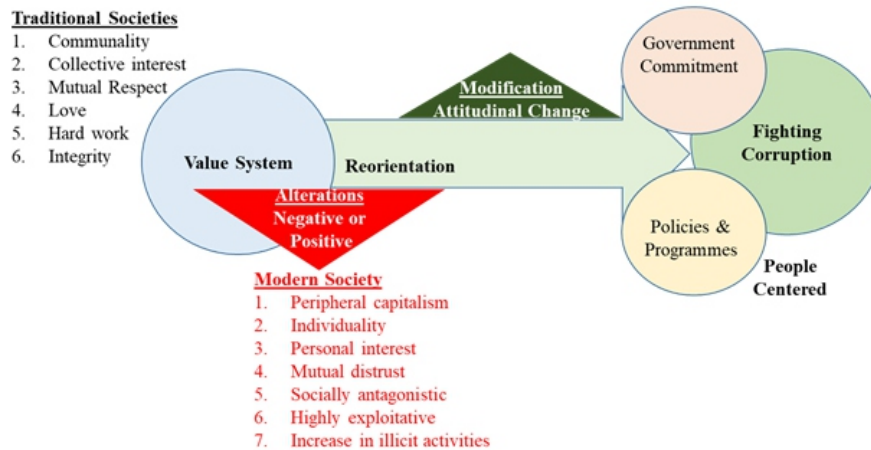 Traditional Societies
1. Communality
2. Collective interest
3. Mutual Respect
4. Love
5. Hard work
6. Integrity
Value System
Reorientation
Modification
Attitudinal Change
Alterations
Negative or
Positive
Modern Society
1. Peripheral capitalism
2. Individuality
3. Personal interest
4. Mutual distrust
5. Socially antagonistic
6. Highly exploitative
7. Increase in illicit activities
Government
Commitment
Fighting
Corruption
Policies &
Programmes
People
Centered